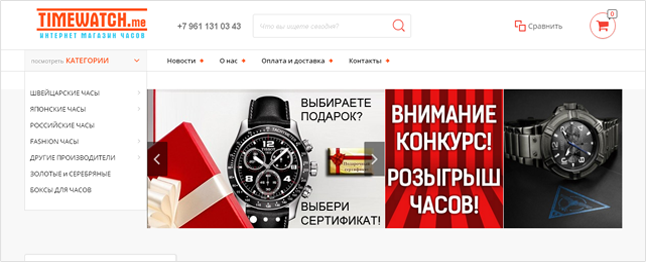 TIMEWATCH.me
ИНТЕРНЕТ МАГАЗИН ЧАСОВ
+7 961 131 03 43
Что вы ищете ?
Сравнить
0
посмотреть КАТЕГОРИИ
Новости
О нас
Оплата и доставка
Контакты
ШВЕЙЦАРСКИЕ ЧАСЫ
ЯПОНСКИЕ ЧАСЫ
РОССИЙСКИЕ ЧАСЫ
FASHION ЧАСЫ
ДРУГИЕ ПРОИЗВОДИТЕЛИ
ЗОЛОТЫЕ и СЕРЕБРЯНЫЕ
БОКСЫ ДЛЯ ЧАСОВ
ВЫБИРАЕТЕ
ПОДАРОК?
TISSOT
ВЫБЕРИ
СЕРТИФИКАТ!
ВНИМАНИЕ
КОНКУРС!
РОЗЫГРЫШ
ЧАСОВ!